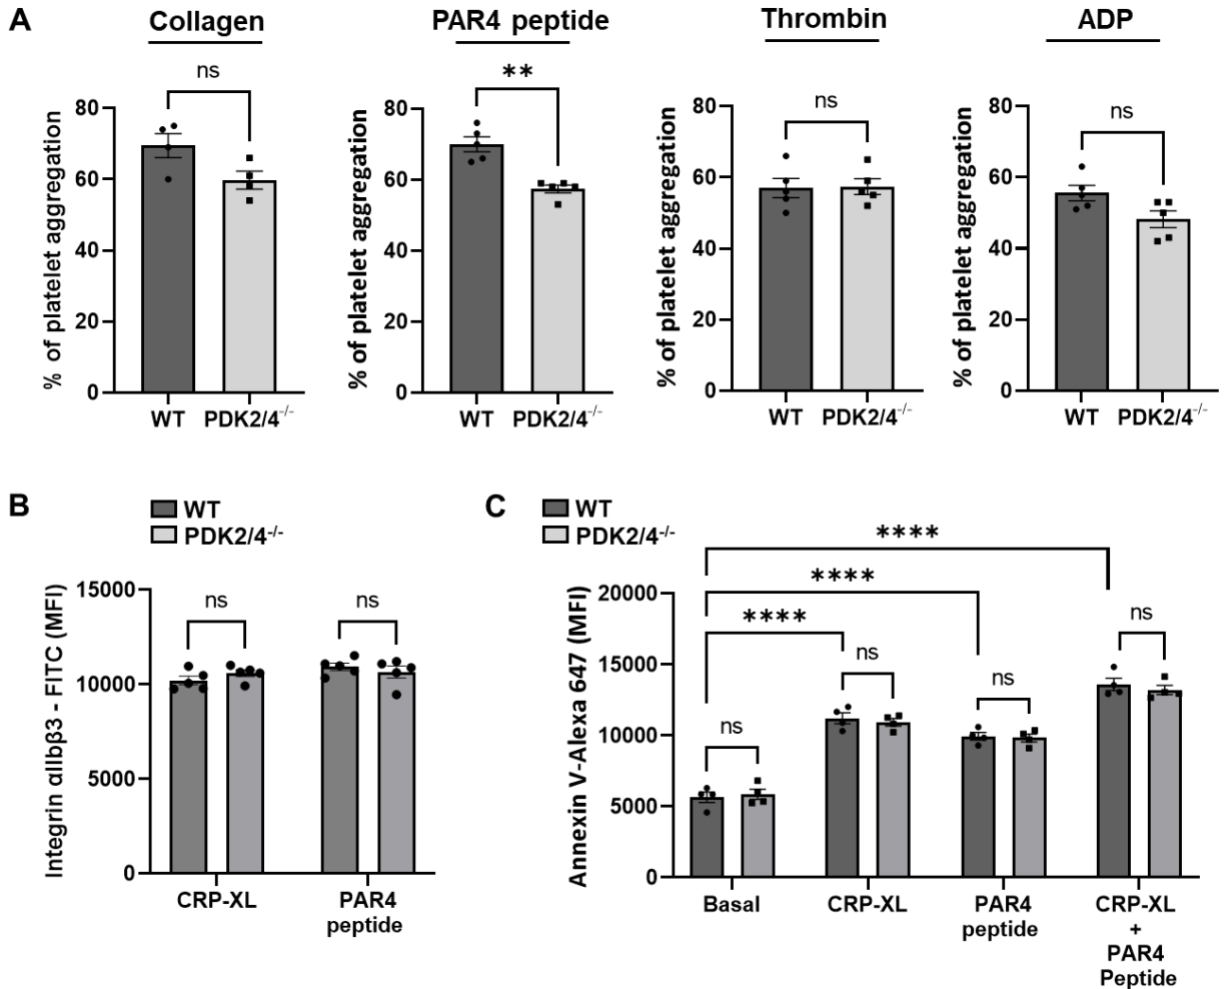 A
Collagen
PAR4 peptide
Thrombin
ADP
ns
**
ns
ns
% of platelet aggregation
80
60
40
20
0
WT PDK2/4-/-
% of platelet aggregation
80
60
40
20
0
WT PDK2/4-/-
% of platelet aggregation
80
60
40
20
0
WT PDK2/4-/-
% of platelet aggregation
80
60
40
20
0
WT PDK2/4-/-
B
WT
PDK2/4-/-
Integrin αIIbβ3 - FITC (MFI)
15000
10000
5000
0
ns
ns
CRP-XL
PAR4
peptide
C
WT
PDK2/4-/-
Annexin V-Alexa 647 (MFI)
20000
15000
10000
5000
0
****
****
****
ns
ns
ns
ns
Basal
CRP-XL
PAR4
peptide
CRP-XL
+
PAR4
Peptide